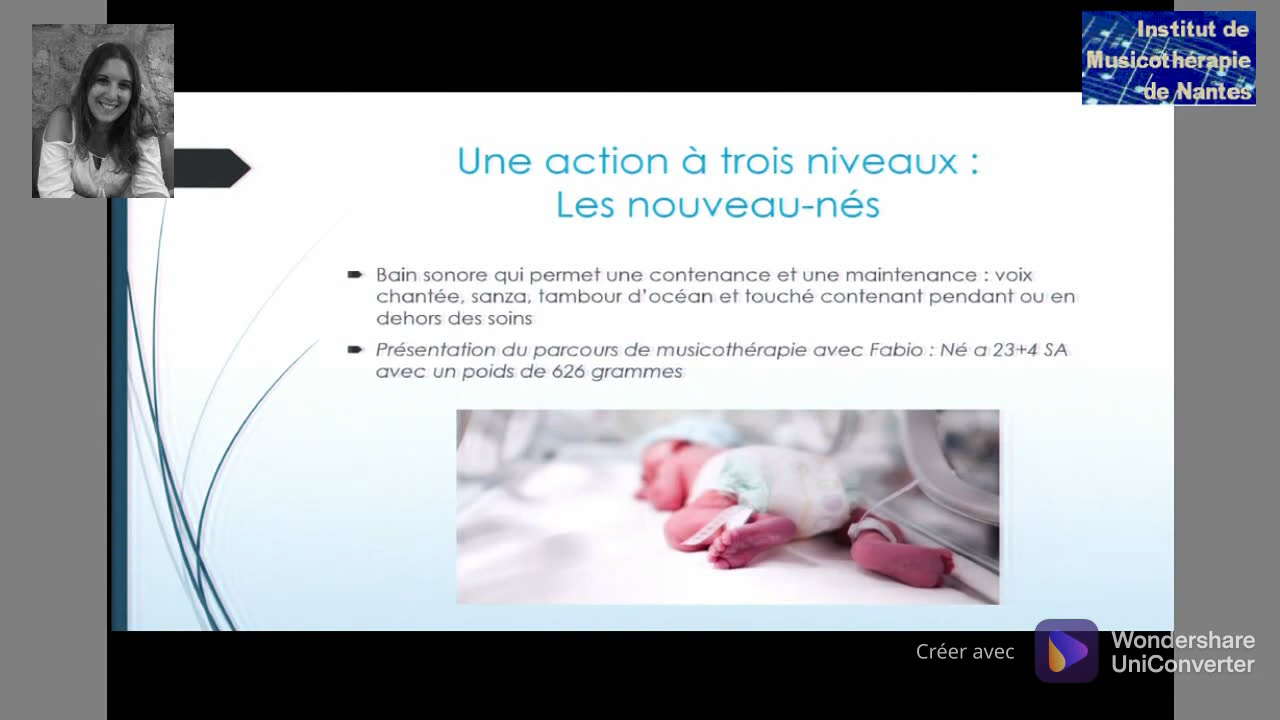 Institut de
Musicothérapie
de Nantes
Une action à trois niveaux :
Les nouveau-nés
Bain sonore qui permet une contenance et une maintenance : voix
chantée, sanza, tambour d'océan et touché contenant pendant ou en
dehors des soins
Présentation du parcours de musicothérapie avec Fabio : Né a 23+4 SA
avec un poids de 626 grammes
Créer avec
Wondershare
UniConverter